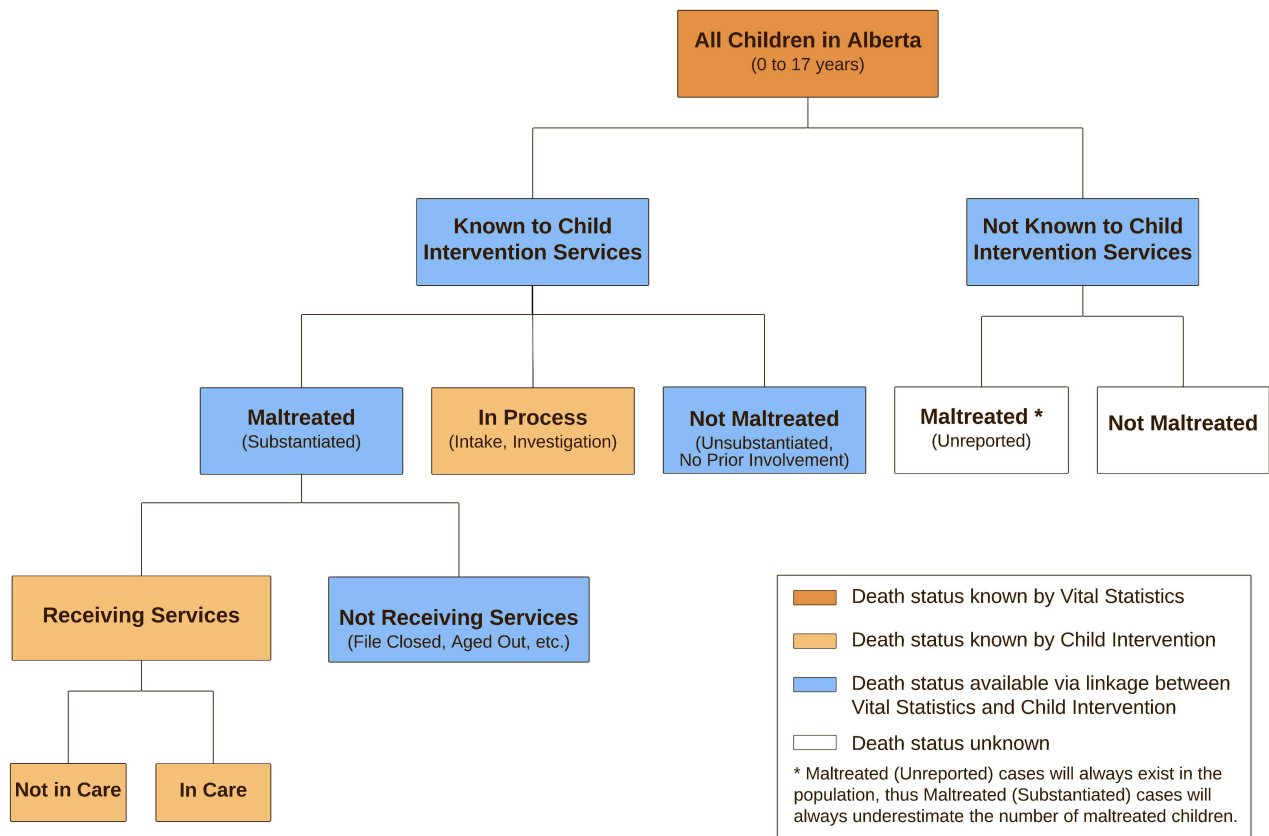 All Children in Alberta
(0 to 17 years)
Known to Child
Intervention Services
Not Known to Child
Intervention Services
Maltreated
(Substantiated)
In Process
(Intake, Investigation)
Not Maltreated
(Unsubstantiated,
No Prior Involvement)
Maltreated *
(Unreported)
Not Maltreated
Receiving Services
Not Receiving Services
(File Closed, Aged Out, etc.)
Not in Care
In Care
Death status known by Vital Statistics
Death status known by Child Intervention
Death status available via linkage between
Vital Statistics and Child Intervention
Death status unknown
* Maltreated (Unreported) cases will always exist in the
population, thus Maltreated (Substantiated) cases will
always underestimate the number of maltreated children.